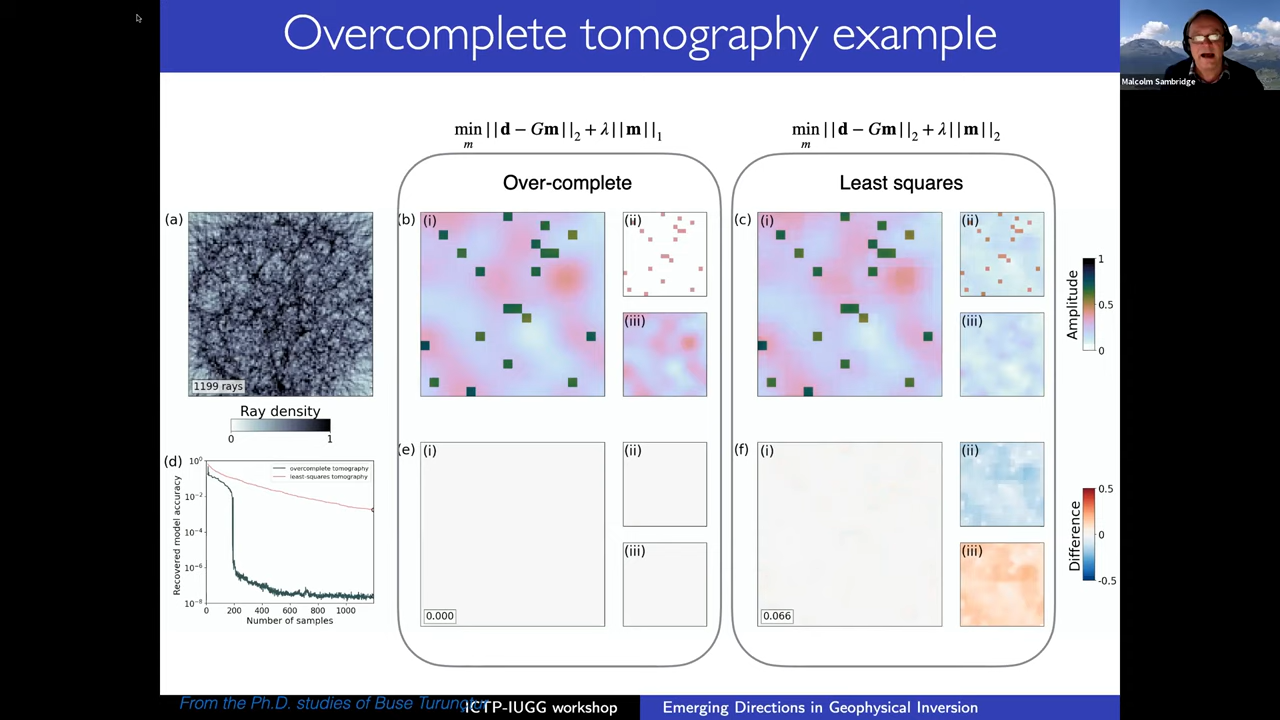 Overcomplete tomography example
Malcolm Sambridge
min m ||d − Gm||₂ + λ||m||₁
min m ||d − Gm||₂ + λ||m||₂
Over-complete
Least squares
(a)
1199 rays
Ray density
0 1
(b) (i)
(ii)
(iii)
(c) (i)
(ii)
(iii)
Amplitude
1
0.5
0
(d)
Recovered model accuracy
10⁰
10⁻²
10⁻⁴
10⁻⁶
10⁻⁸
overcomplete tomography
least-squares tomography
0 200 400 600 800 1000
Number of samples
(e) (i)
0.000
(ii)
(iii)
(f) (i)
0.066
(ii)
(iii)
Difference
0.5
0
-0.5
From the Ph.D. studies of Buse
ICTP-IUGG workshop
Emerging Directions in Geophysical Inversion